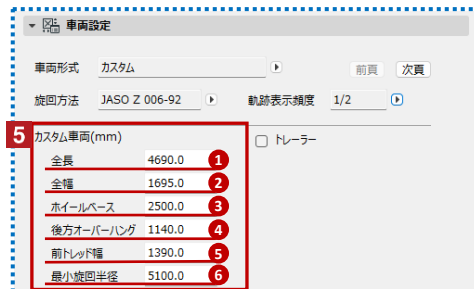 車両設定
車両形式 カスタム 前頁 次頁
旋回方法 JASO Z 006-92 軌跡表示頻度 1/2
5 カスタム車両(mm) トレーラー
全長 4690.0 1
全幅 1695.0 2
ホイールベース 2500.0 3
後方オーバーハング 1140.0 4
前トレッド幅 1390.0 5
最小旋回半径 5100.0 6